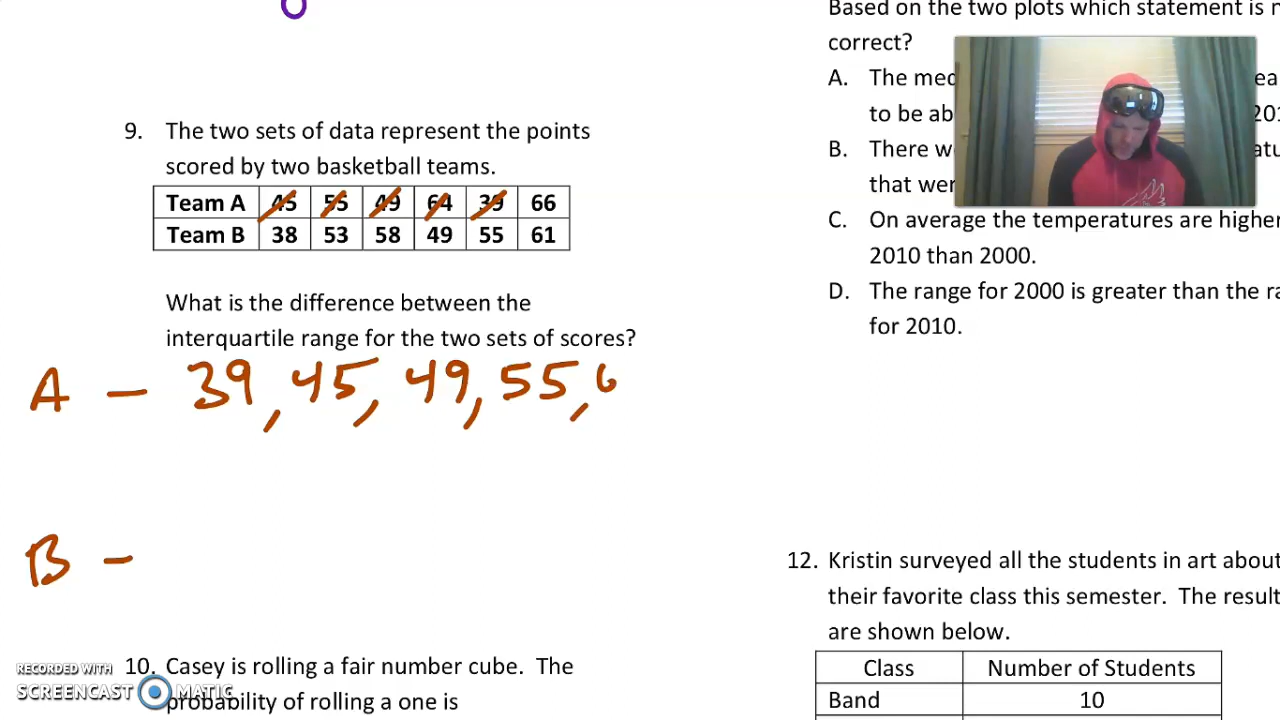 9. The two sets of data represent the points
scored by two basketball teams.
Team A 45 55 49 64 39 66
Team B 38 53 58 49 55 61
What is the difference between the
interquartile range for the two sets of scores?
A – 39, 45, 49, 55, 6
B –
10. Casey is rolling a fair number cube. The
probability of rolling a one is
RECORDED WITH
SCREENCAST MATIC
Based on the two plots which statement is
correct?
A. The
to be
B. There
that
C. On average the temperatures are higher
2010 than 2000.
D. The range for 2000 is greater than the
for 2010.
12. Kristin surveyed all the students in art about
their favorite class this semester. The
are shown below.
Class Number of Students
Band 10